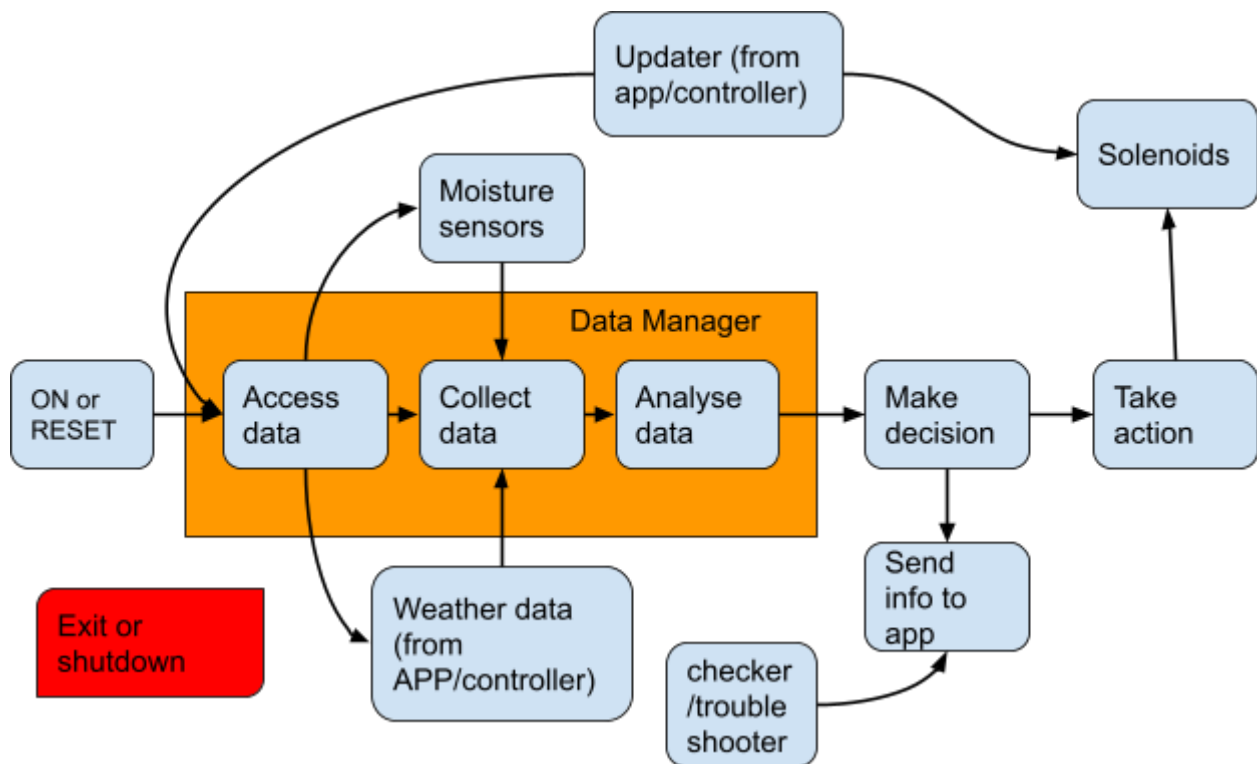 Updater (from
app/controller)
Solenoids
Moisture
sensors
Data Manager
ON or
RESET
Access
data
Collect
data
Analyse
data
Make
decision
Take
action
Exit or
shutdown
Weather data
(from
APP/controller)
Send
info to
app
checker
/trouble
shooter